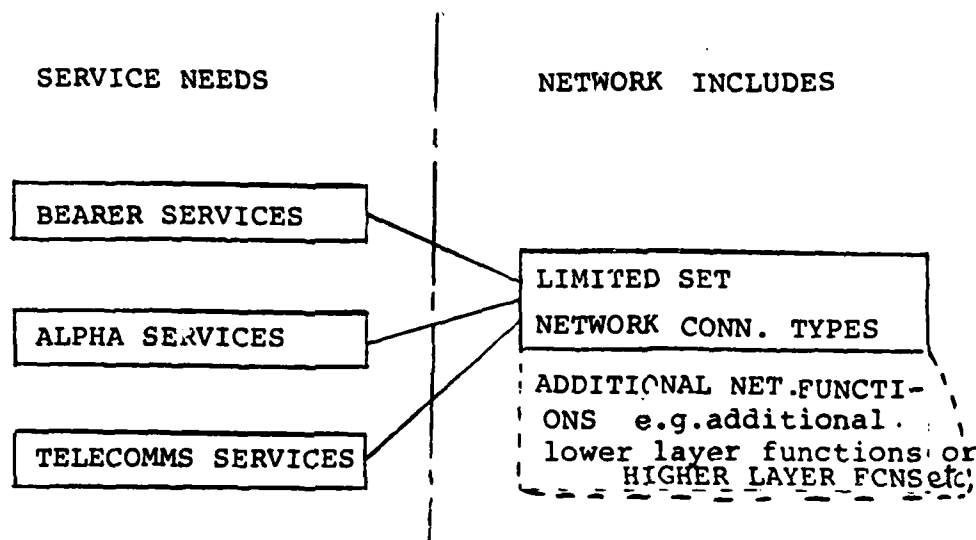 SERVICE NEEDS
NETWORK INCLUDES
BEARER SERVICES
ALPHA SERVICES
TELECOMMS SERVICES
LIMITED SET
NETWORK CONN. TYPES
ADDITIONAL NET.FUNCTI-
ONS e.g.additional
lower layer functions or
HIGHER LAYER FCNS etc,